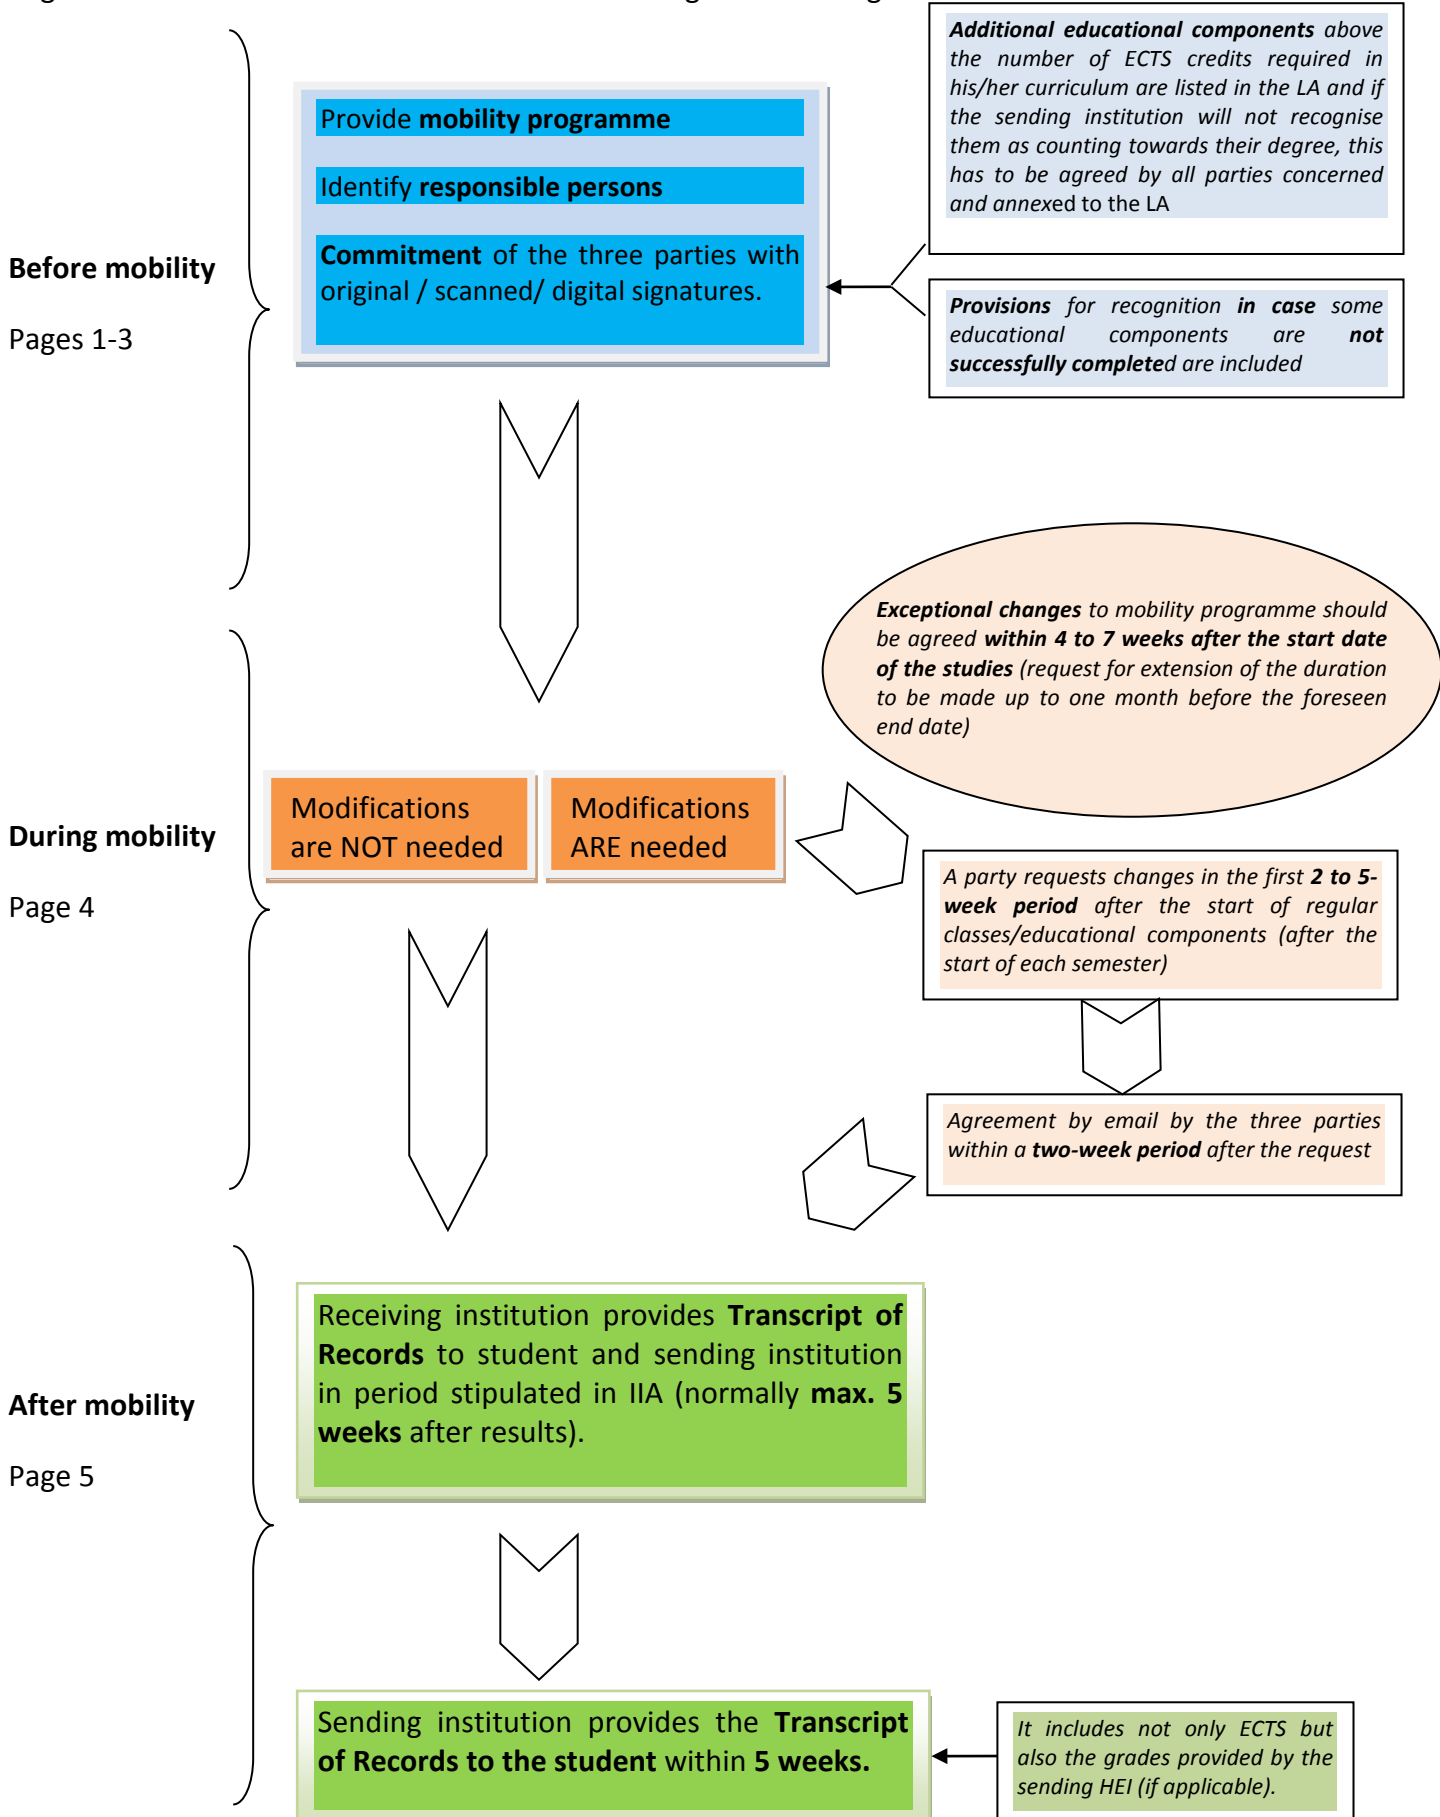 Additional educational components above
the number of ECTS credits required in
his/her curriculum are listed in the LA and if
the sending institution will not recognise
them as counting towards their degree, this
has to be agreed by all parties concerned
and annexed to the LA
Provide mobility programme
Identify responsible persons
Commitment of the three parties with
original / scanned/ digital signatures.
Before mobility
Pages 1-3
Provisions for recognition in case some
educational components are not
successfully completed are included
Exceptional changes to mobility programme should
be agreed within 4 to 7 weeks after the start date
of the studies (request for extension of the duration
to be made up to one month before the foreseen
end date)
During mobility
Page 4
Modifications
are NOT needed
Modifications
ARE needed
A party requests changes in the first 2 to 5-
week period after the start of regular
classes/educational components (after the
start of each semester)
Agreement by email by the three parties
within a two-week period after the request
After mobility
Page 5
Receiving institution provides Transcript of
Records to student and sending institution
in period stipulated in IIA (normally max. 5
weeks after results).
Sending institution provides the Transcript
of Records to the student within 5 weeks.
It includes not only ECTS but
also the grades provided by the
sending HEI (if applicable).